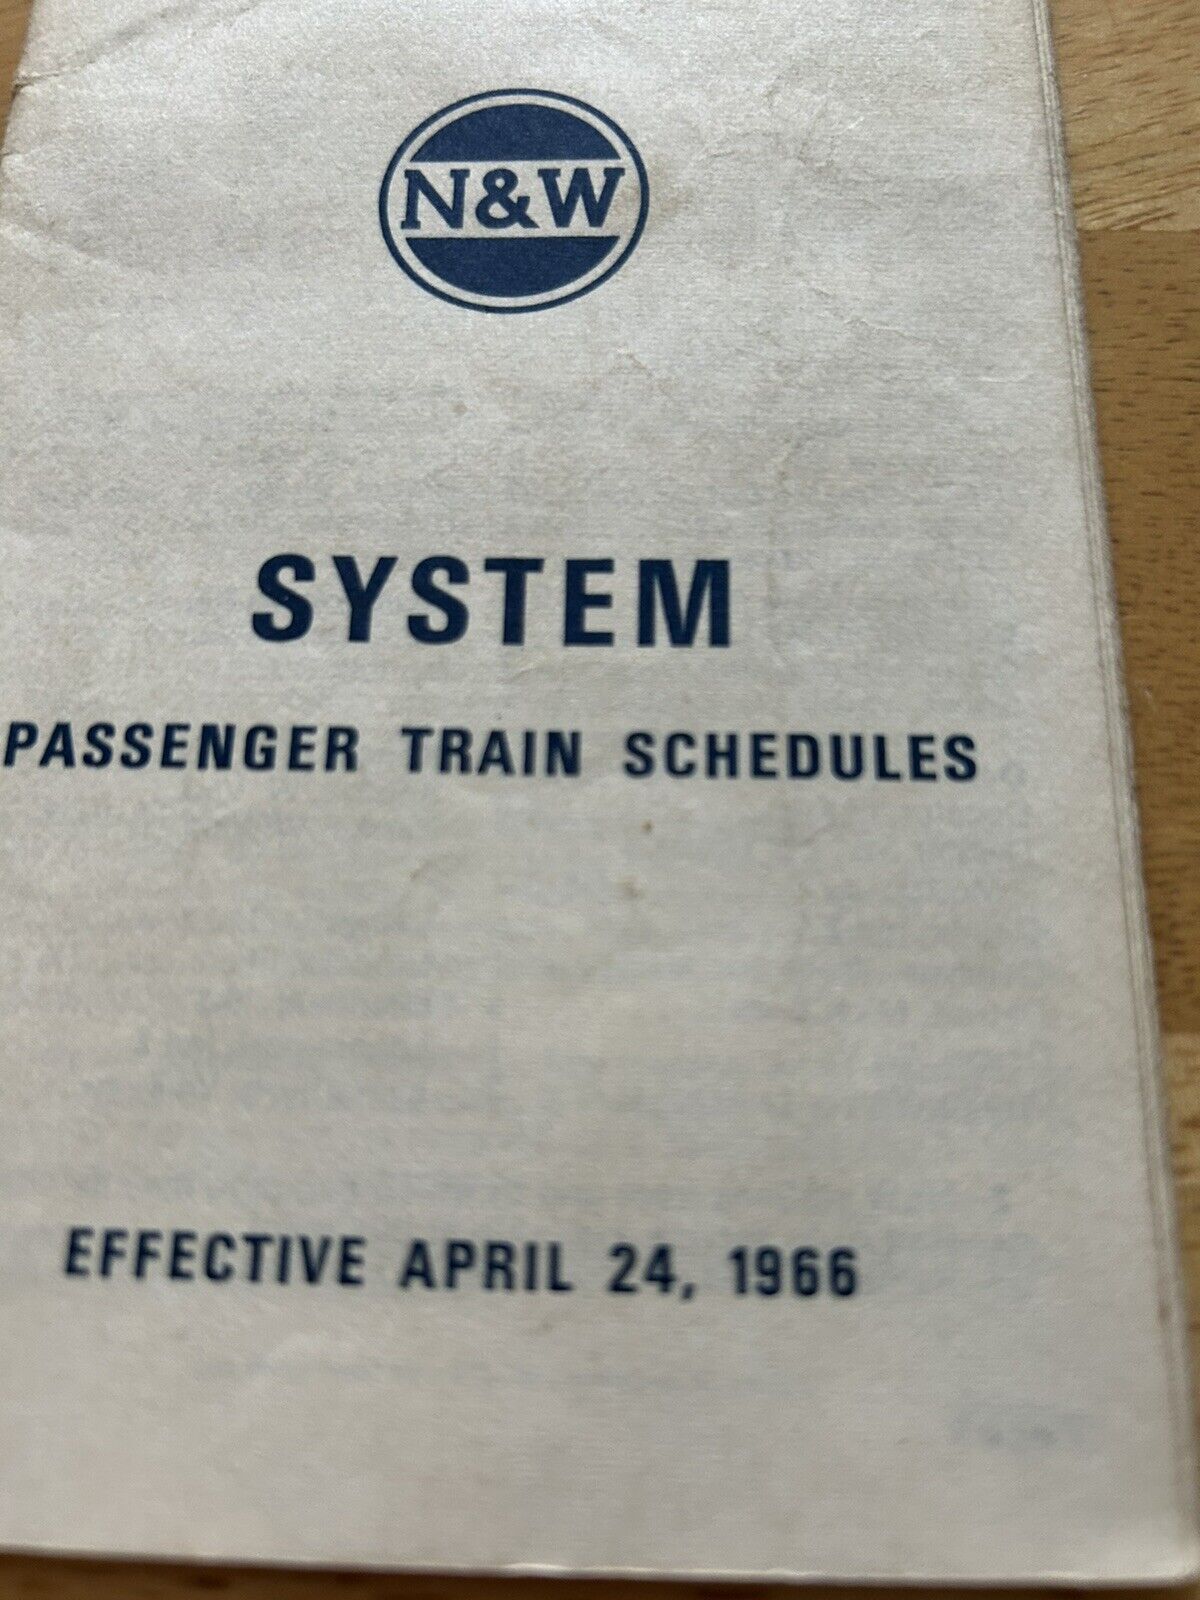 N&W
SYSTEM
PASSENGER TRAIN SCHEDULES
EFFECTIVE APRIL 24, 1966